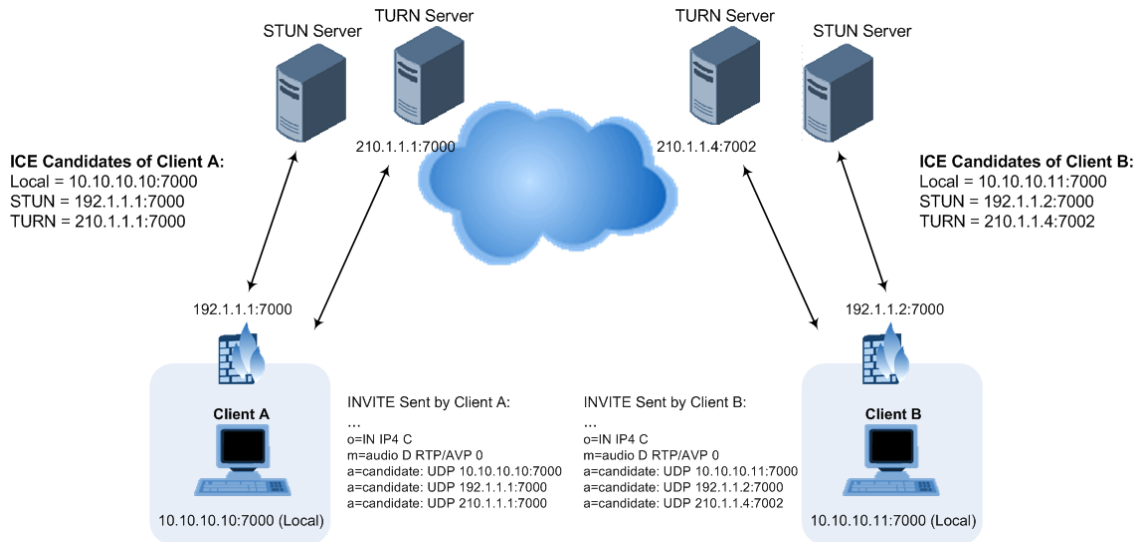 STUN Server
TURN Server
TURN Server
STUN Server
210.1.1.1:7000
210.1.1.4:7002
ICE Candidates of Client A:
Local = 10.10.10.10:7000
STUN = 192.1.1.1:7000
TURN = 210.1.1.1:7000
ICE Candidates of Client B:
Local = 10.10.10.11:7000
STUN = 192.1.1.2:7000
TURN = 210.1.1.4:7002
192.1.1.1:7000
192.1.1.2:7000
Client A
10.10.10.10:7000 (Local)
INVITE Sent by Client A:
...
o=IN IP4 C
m=audio D RTP/AVP 0
a=candidate: UDP 10.10.10.10:7000
a=candidate: UDP 192.1.1.1:7000
a=candidate: UDP 210.1.1.1:7000
INVITE Sent by Client B:
...
o=IN IP4 C
m=audio D RTP/AVP 0
a=candidate: UDP 10.10.10.11:7000
a=candidate: UDP 192.1.1.2:7000
a=candidate: UDP 210.1.1.4:7002
Client B
10.10.10.11:7000 (Local)